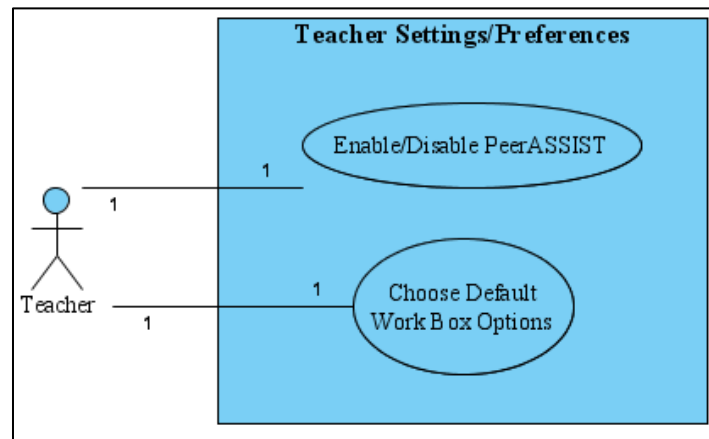 Teacher Settings/Preferences
Enable/Disable PeerASSIST
1
1
Teacher
Choose Default
Work Box Options
1
1